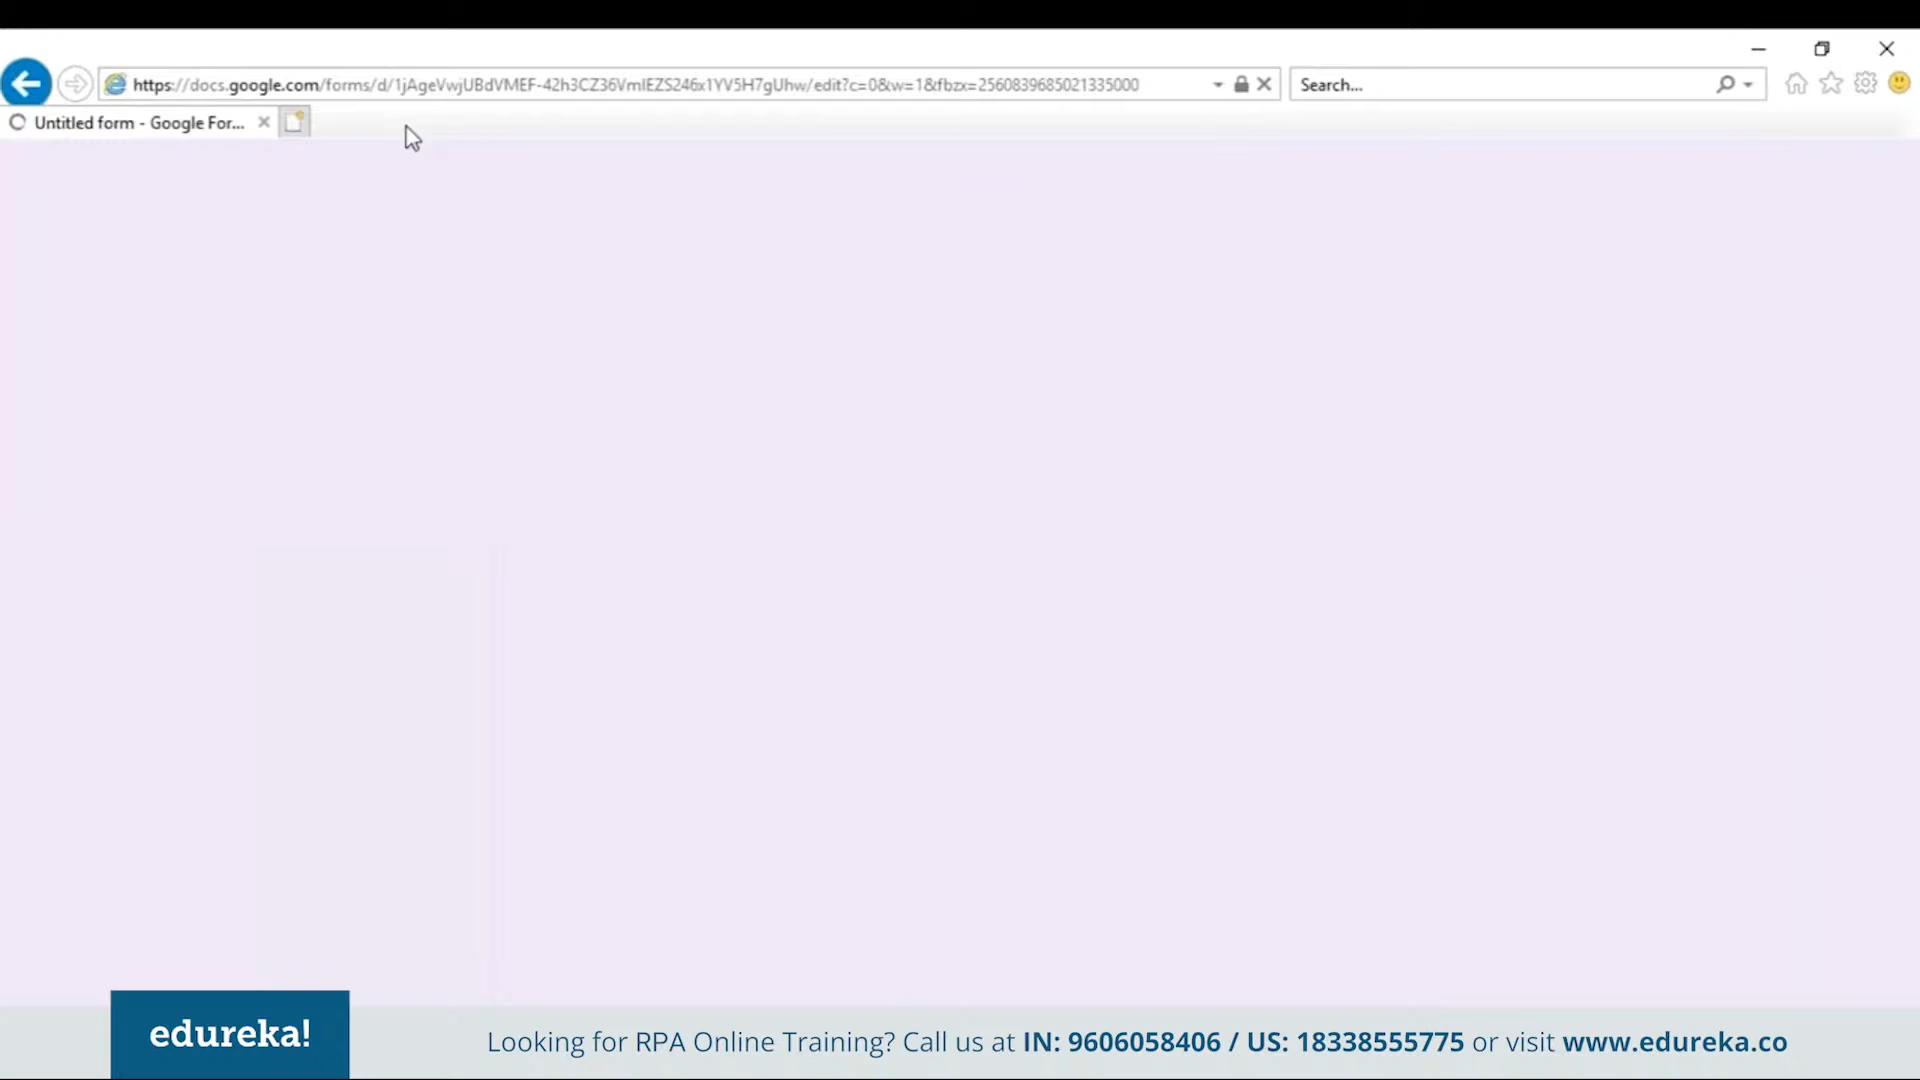 https://docs.google.com/forms/d/1jAgeVwjUBdVMEF-42h3CZ36VmIEZS246x1YV5H7gUhw/edit?c=0&w=1&fbzx=2560839685021335000
Search...
Untitled form - Google For...
edureka!
Looking for RPA Online Training? Call us at IN: 9606058406 / US: 18338555775 or visit www.edureka.co